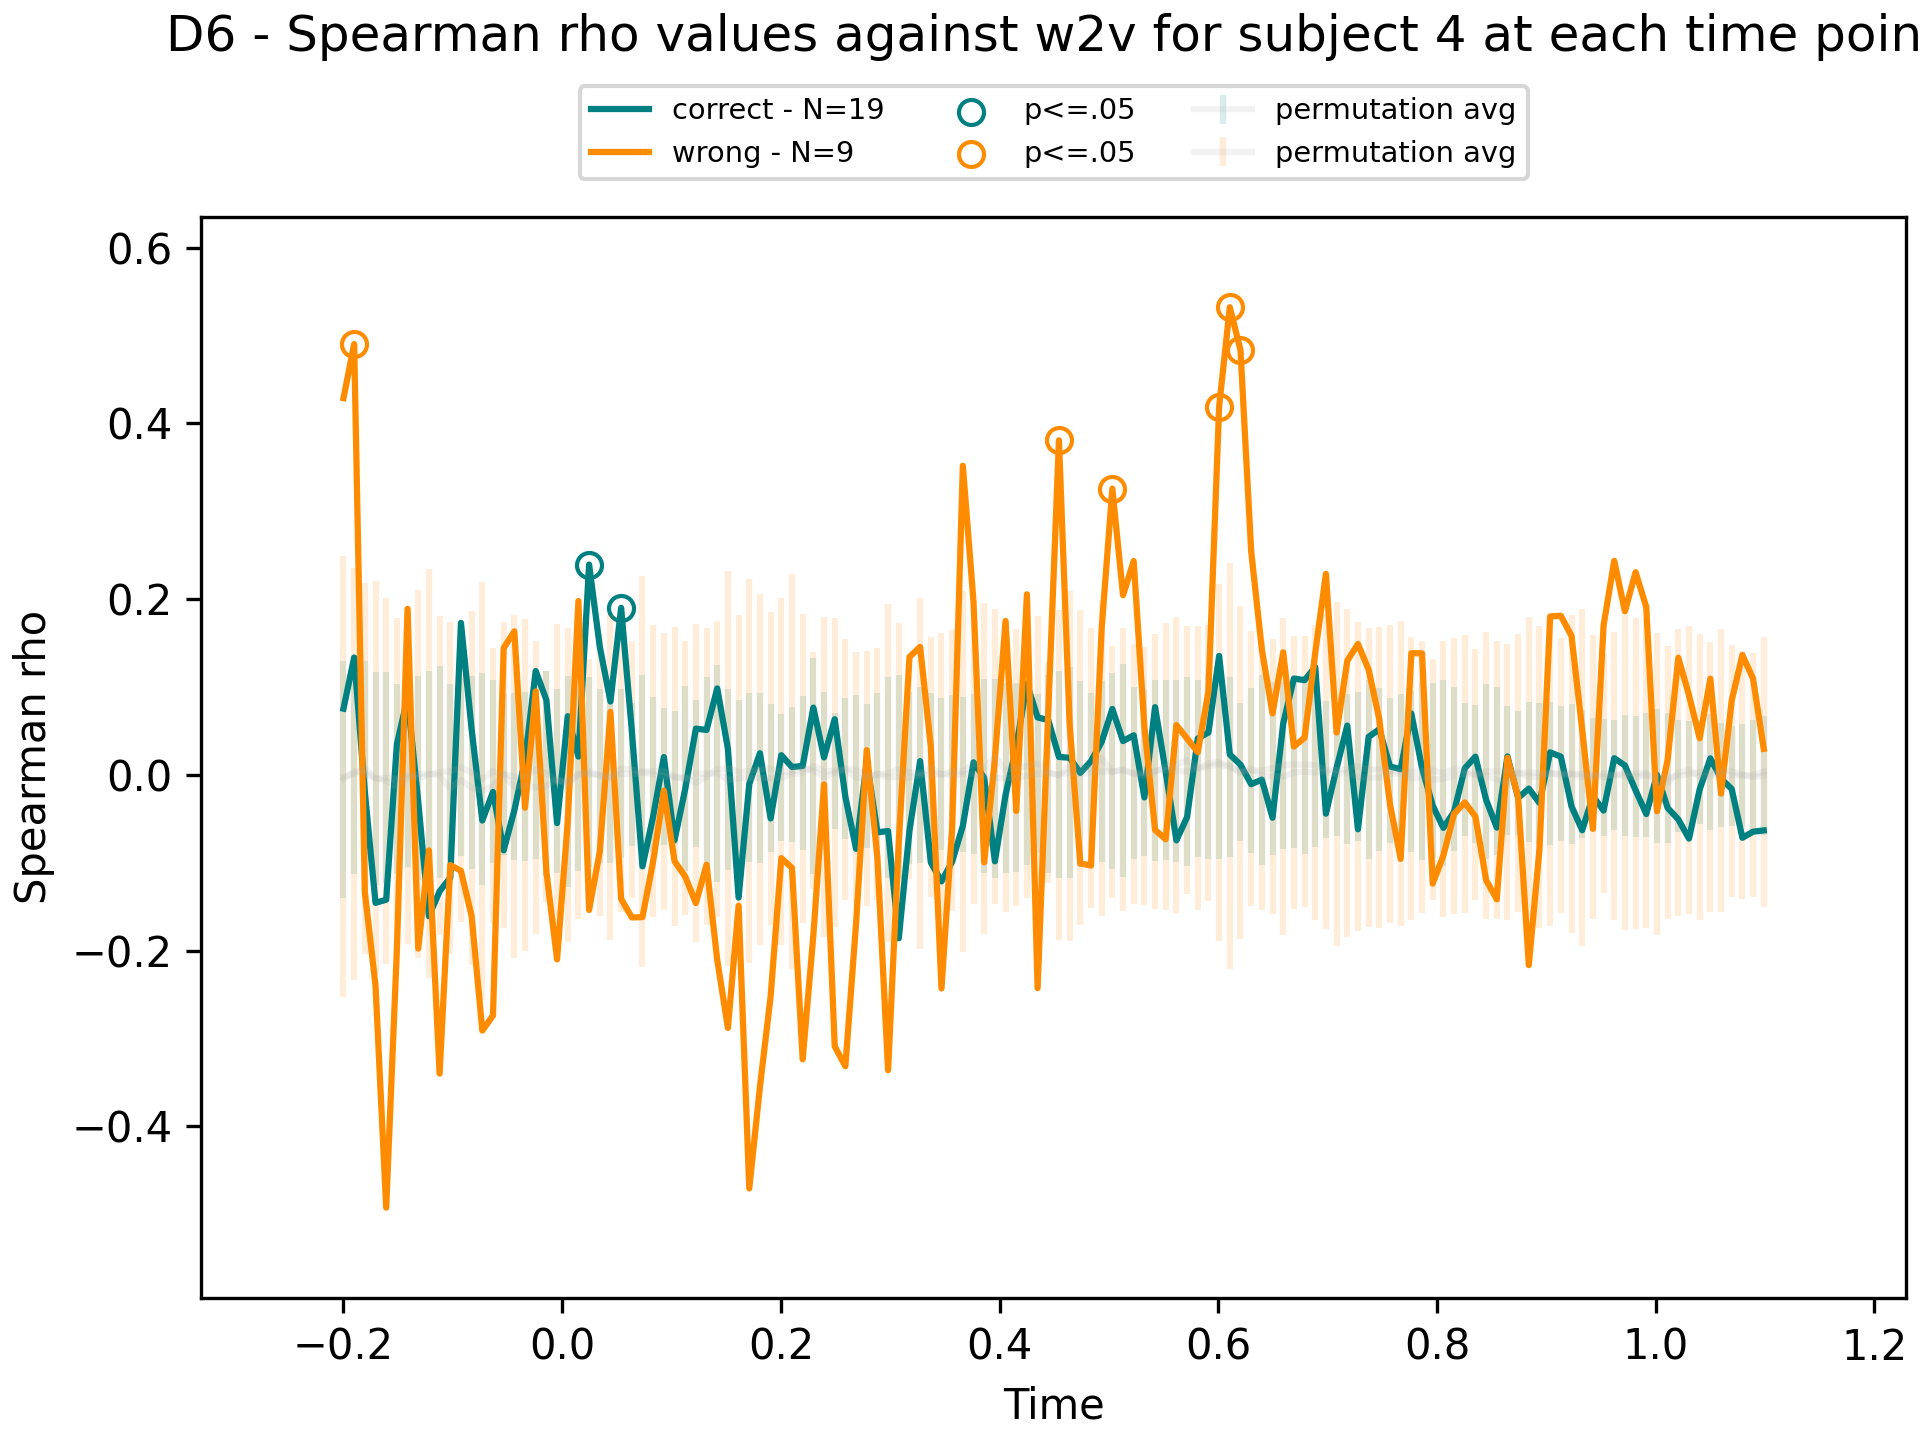 D6 - Spearman rho values against w2v for subject 4 at each time poin
correct - N=19
wrong - N=9
p<=.05
p<=.05
permutation avg
permutation avg
0.6
0.4
0.2
0.0
−0.2
−0.4
Spearman rho
−0.2 0.0 0.2 0.4 0.6 0.8 1.0 1.2
Time